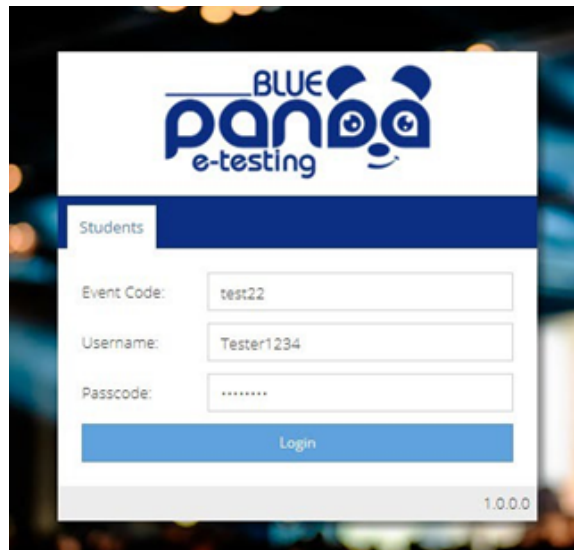 BLUE
panda
e-testing
Students
Event Code: test22
Username: Tester1234
Passcode: ········
Login
1.0.0.0